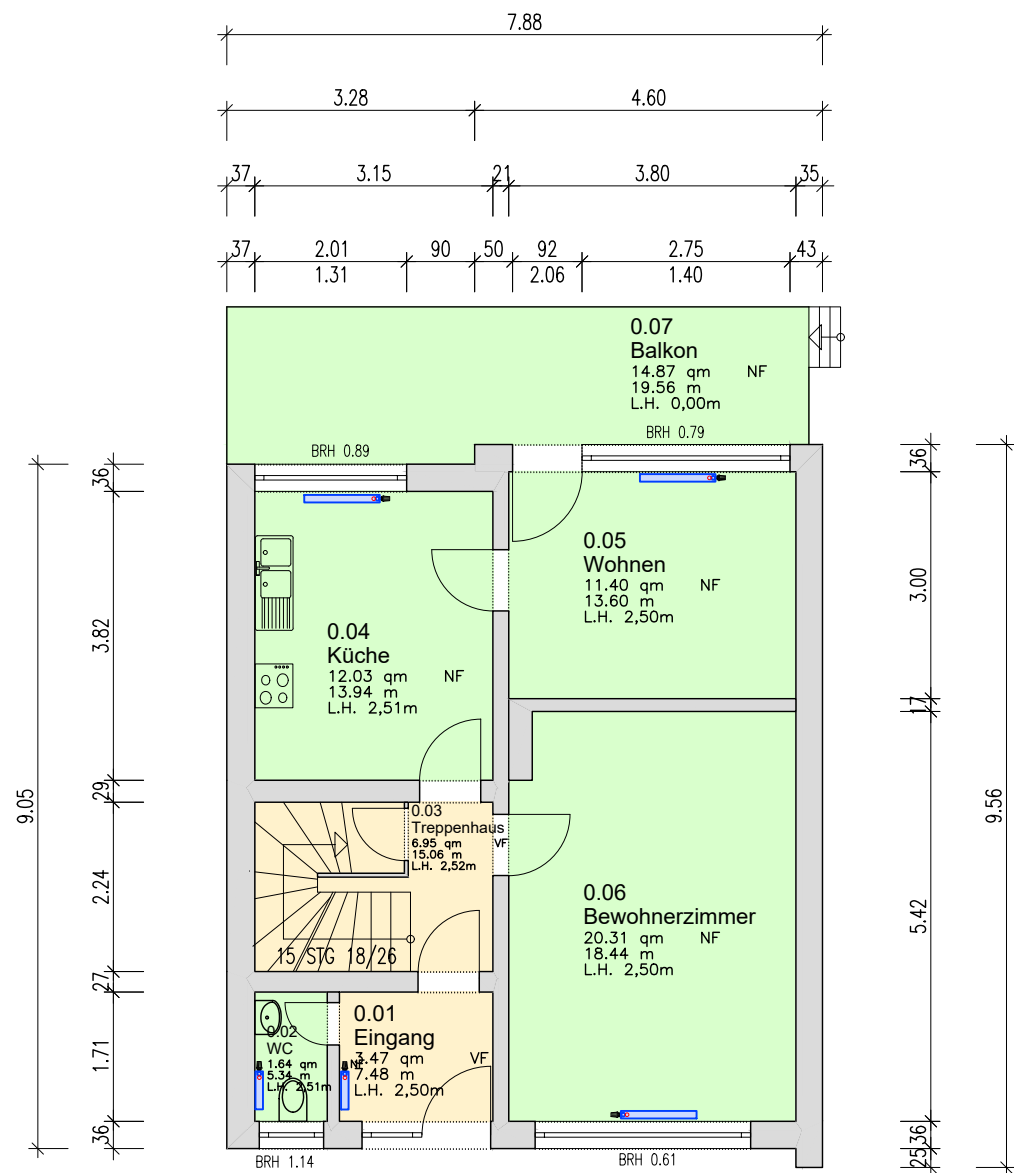 7.88
3.28 4.60
37 3.15 21 3.80 35
37 2.01 90 50 92 2.75 43
1.31 2.06 1.40
0.07
Balkon
14.87 qm NF
19.56 m
L.H. 0,00m
BRH 0.89
BRH 0.79
36
3.82
29
2.24
27
1.71
36
9.05
36
3.00
17
5.42
36
25
9.56
0.05
Wohnen
11.40 qm NF
13.60 m
L.H. 2,50m
0.04
Küche
12.03 qm NF
13.94 m
L.H. 2,51m
0.03
Treppenhaus
6.95 qm VF
15.06 m
L.H. 2,52m
15 STG 18/26
0.06
Bewohnerzimmer
20.31 qm NF
18.44 m
L.H. 2,50m
0.02
WC
1.64 qm NF
5.34 m
L.H. 2,51m
0.01
Eingang
3.47 qm VF
7.48 m
L.H. 2,50m
BRH 1.14
BRH 0.61